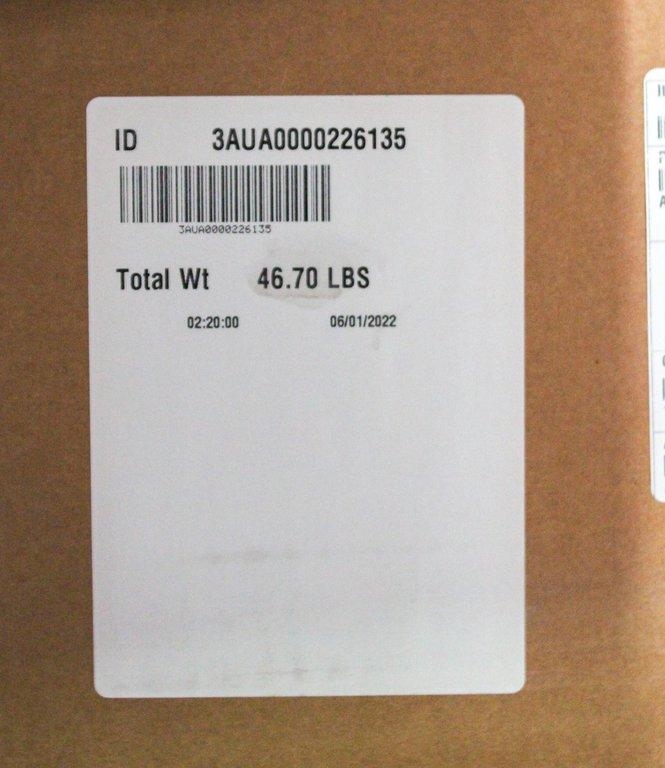 ID 3AUA0000226135
3AUA0000226135
Total Wt 46.70 LBS
02:20:00 06/01/2022